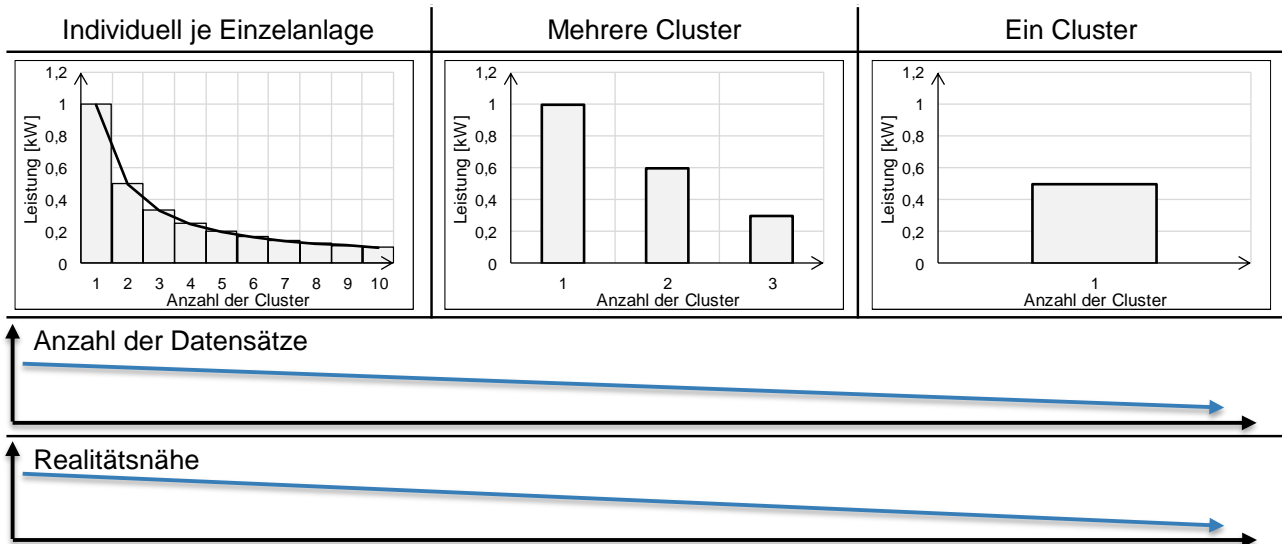 Individuell je Einzelanlage
Mehrere Cluster
Ein Cluster
Leistung [kW]
1,2
1
0,8
0,6
0,4
0,2
0
1 2 3 4 5 6 7 8 9 10
Anzahl der Cluster
Leistung [kW]
1,2
1
0,8
0,6
0,4
0,2
0
1 2 3
Anzahl der Cluster
Leistung [kW]
1,2
1
0,8
0,6
0,4
0,2
0
1
Anzahl der Cluster
Anzahl der Datensätze
Realitätsnähe